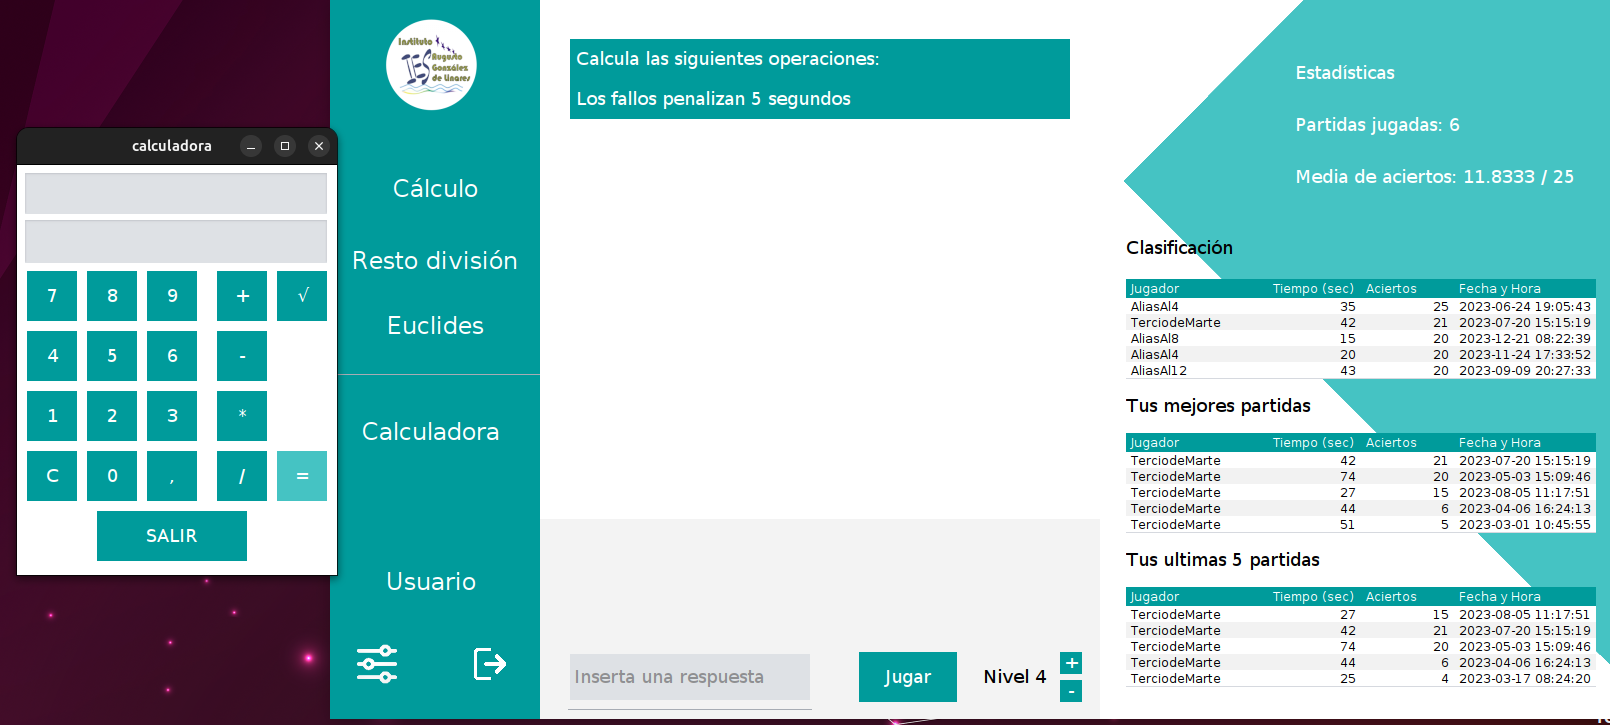 calculadora
7 8 9 + √
4 5 6 -
1 2 3 *
C 0 , / =
SALIR
Instituto
IES Augusto
González
de Linares
Cálculo
Resto división
Euclides
Calculadora
Usuario
Calcula las siguientes operaciones:
Los fallos penalizan 5 segundos
Inserta una respuesta
Jugar
Nivel 4
+
-
Estadísticas
Partidas jugadas: 6
Media de aciertos: 11.8333 / 25
Clasificación
Jugador Tiempo (sec) Aciertos Fecha y Hora
AliasAl4 35 25 2023-06-24 19:05:43
TerciodeMarte 42 21 2023-07-20 15:15:19
AliasAl8 15 20 2023-12-21 08:22:39
AliasAl4 20 20 2023-11-24 17:33:52
AliasAl12 43 20 2023-09-09 20:27:33
Tus mejores partidas
Jugador Tiempo (sec) Aciertos Fecha y Hora
TerciodeMarte 42 21 2023-07-20 15:15:19
TerciodeMarte 74 20 2023-05-03 15:09:46
TerciodeMarte 27 15 2023-08-05 11:17:51
TerciodeMarte 44 6 2023-04-06 16:24:13
TerciodeMarte 51 5 2023-03-01 10:45:55
Tus ultimas 5 partidas
Jugador Tiempo (sec) Aciertos Fecha y Hora
TerciodeMarte 27 15 2023-08-05 11:17:51
TerciodeMarte 42 21 2023-07-20 15:15:19
TerciodeMarte 74 20 2023-05-03 15:09:46
TerciodeMarte 44 6 2023-04-06 16:24:13
TerciodeMarte 25 4 2023-03-17 08:24:20